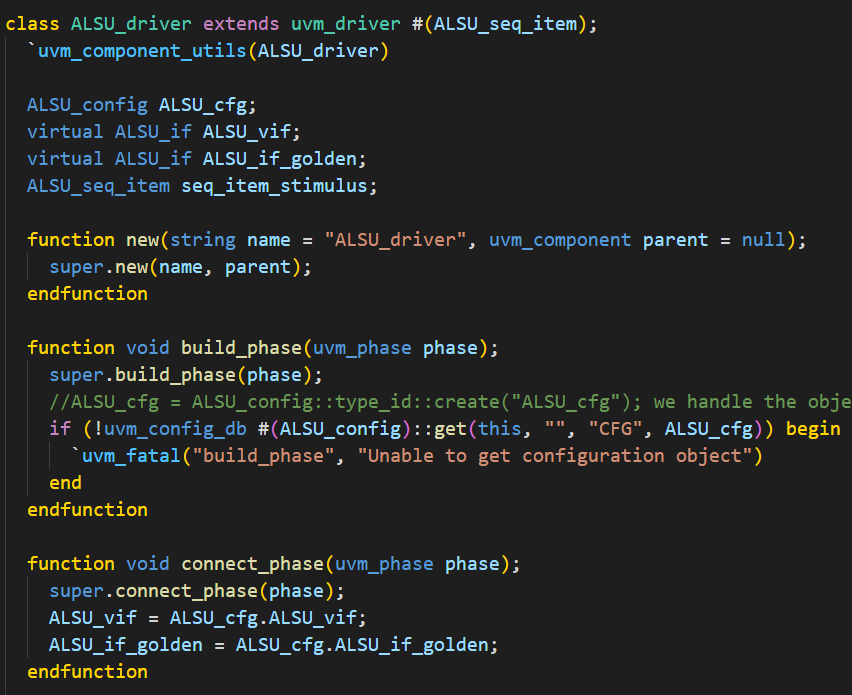 class ALSU_driver extends uvm_driver #(ALSU_seq_item);
`uvm_component_utils(ALSU_driver)
ALSU_config ALSU_cfg;
virtual ALSU_if ALSU_vif;
virtual ALSU_if ALSU_if_golden;
ALSU_seq_item seq_item_stimulus;
function new(string name = "ALSU_driver", uvm_component parent = null);
super.new(name, parent);
endfunction
function void build_phase(uvm_phase phase);
super.build_phase(phase);
//ALSU_cfg = ALSU_config::type_id::create("ALSU_cfg"); we handle the obje
if (!uvm_config_db #(ALSU_config)::get(this, "", "CFG", ALSU_cfg)) begin
`uvm_fatal("build_phase", "Unable to get configuration object")
end
endfunction
function void connect_phase(uvm_phase phase);
super.connect_phase(phase);
ALSU_vif = ALSU_cfg.ALSU_vif;
ALSU_if_golden = ALSU_cfg.ALSU_if_golden;
endfunction